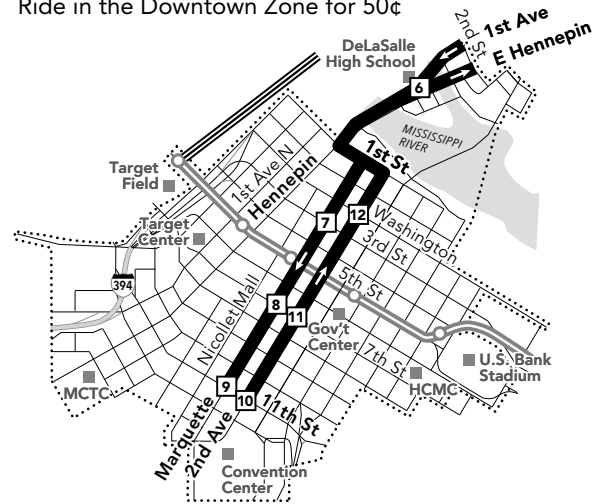 Ride in the Downtown Zone for 50¢
2nd St
1st Ave
E Hennepin
DeLaSalle
High School
6
MISSISSIPPI
RIVER
1st St
Target
Field
1st Ave N
Hennepin
7
12
Washington
3rd St
Target
Center
394
5th St
Nicollet Mall
8
11
Gov't
Center
7th St
U.S. Bank
Stadium
HCMC
MCTC
9
10
11th St
Marquette
2nd Ave
Convention
Center